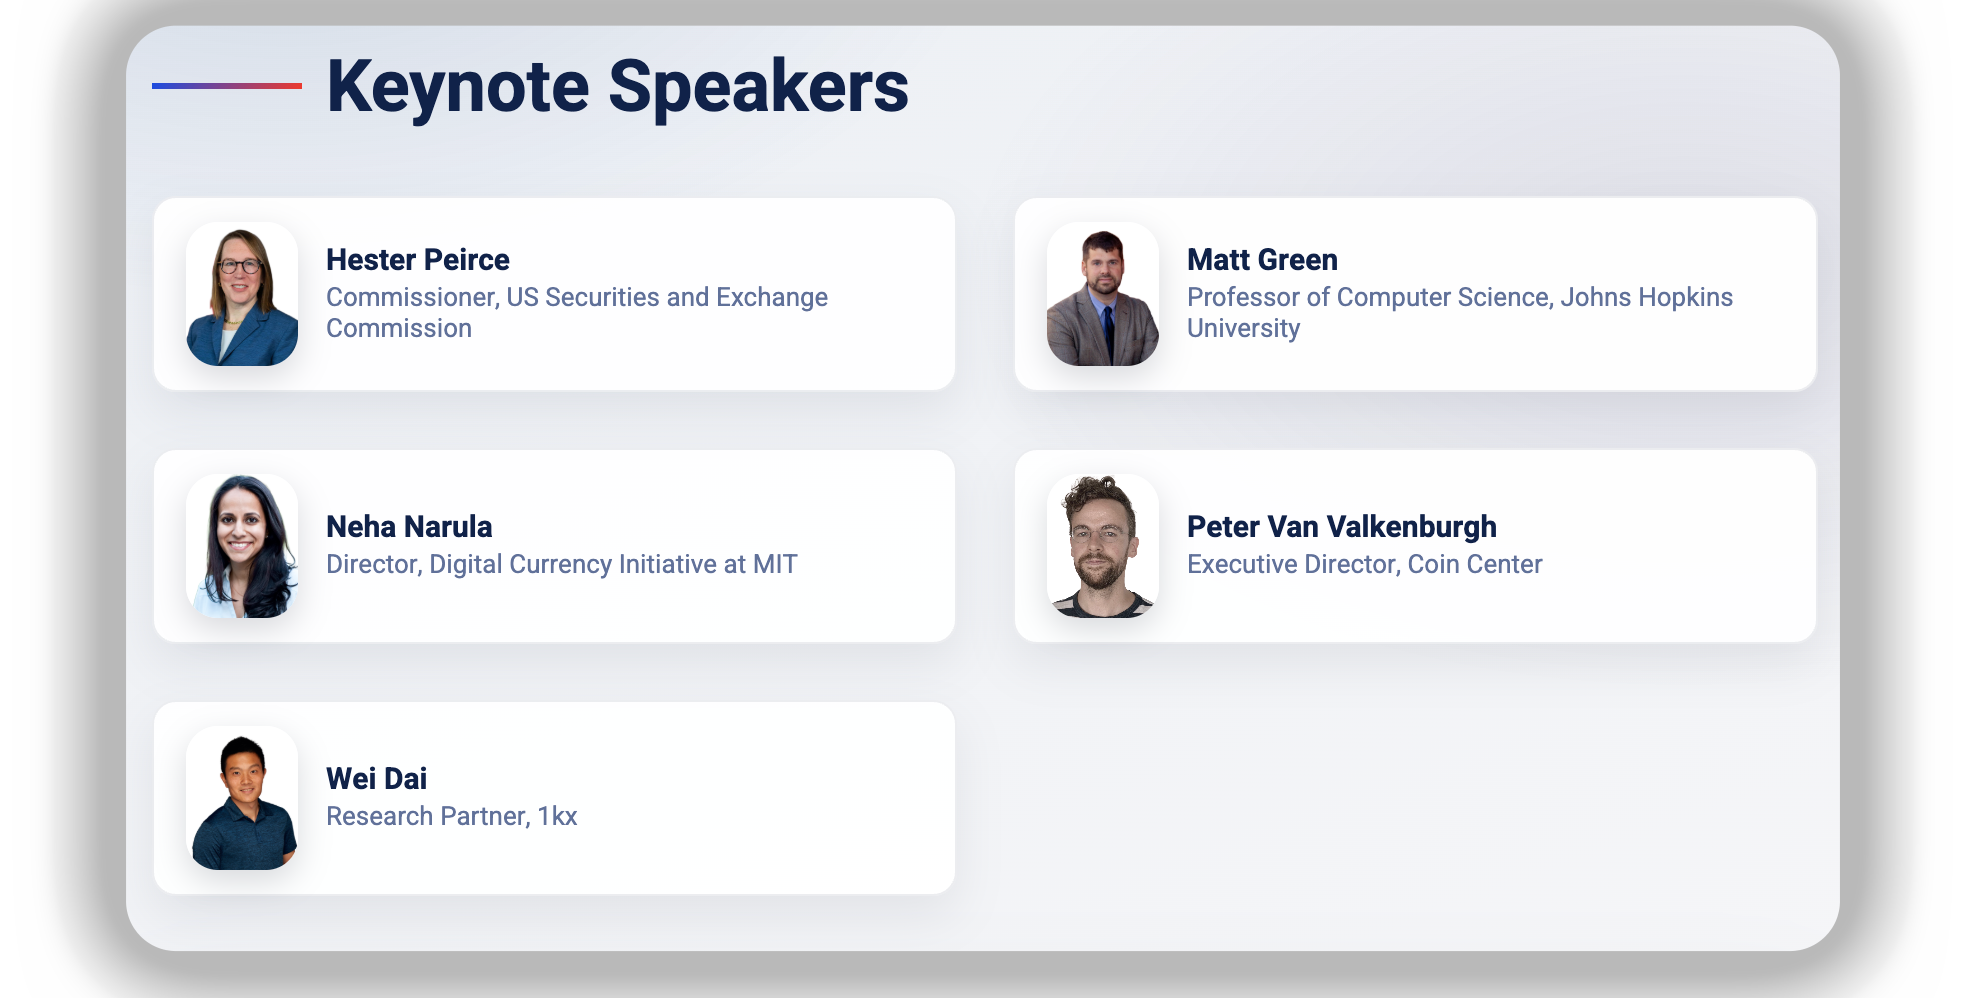 Keynote Speakers
Hester Peirce
Commissioner, US Securities and Exchange
Commission
Matt Green
Professor of Computer Science, Johns Hopkins
University
Neha Narula
Director, Digital Currency Initiative at MIT
Peter Van Valkenburgh
Executive Director, Coin Center
Wei Dai
Research Partner, 1kx